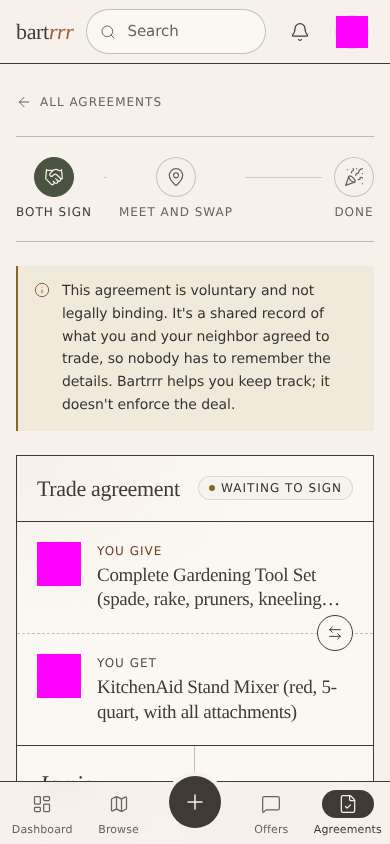 bartrrr
Search
ALL AGREEMENTS
BOTH SIGN
MEET AND SWAP
DONE
This agreement is voluntary and not
legally binding. It's a shared record of
what you and your neighbor agreed to
trade, so nobody has to remember the
details. Bartrrr helps you keep track; it
doesn't enforce the deal.
Trade agreement
WAITING TO SIGN
YOU GIVE
Complete Gardening Tool Set
(spade, rake, pruners, kneeling…
YOU GET
KitchenAid Stand Mixer (red, 5-
quart, with all attachments)
Dashboard
Browse
Offers
Agreements